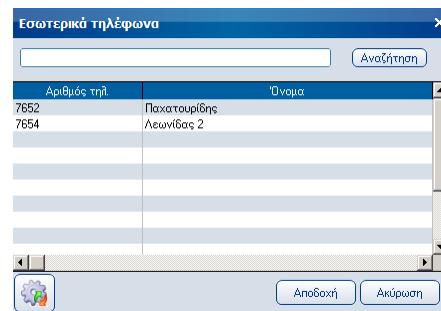 Εσωτερικά τηλέφωνα
Αναζήτηση
Αριθμός τηλ. Όνομα
7652 Παχατουρίδης
7654 Λεωνίδας 2
Αποδοχή Ακύρωση